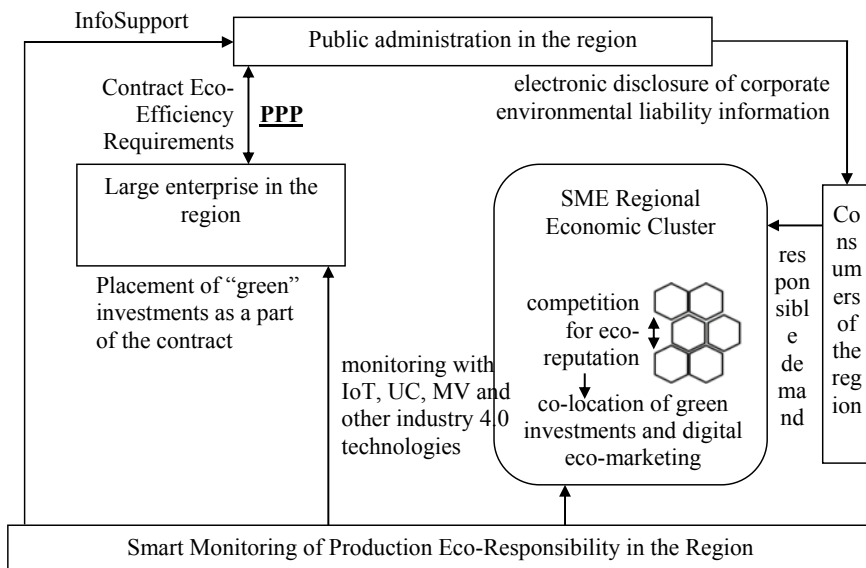 InfoSupport
Public administration in the region
Contract Eco-
Efficiency
Requirements
PPP
electronic disclosure of corporate
environmental liability information
Large enterprise in the
region
SME Regional
Economic Cluster
Co
ns
um
ers
of
the
reg
ion
res
pon
sibl
e
de
ma
nd
Placement of “green”
investments as a part
of the contract
competition
for eco-
reputation
monitoring with
IoT, UC, MV and
other industry 4.0
technologies
co-location of green
investments and digital
eco-marketing
Smart Monitoring of Production Eco-Responsibility in the Region